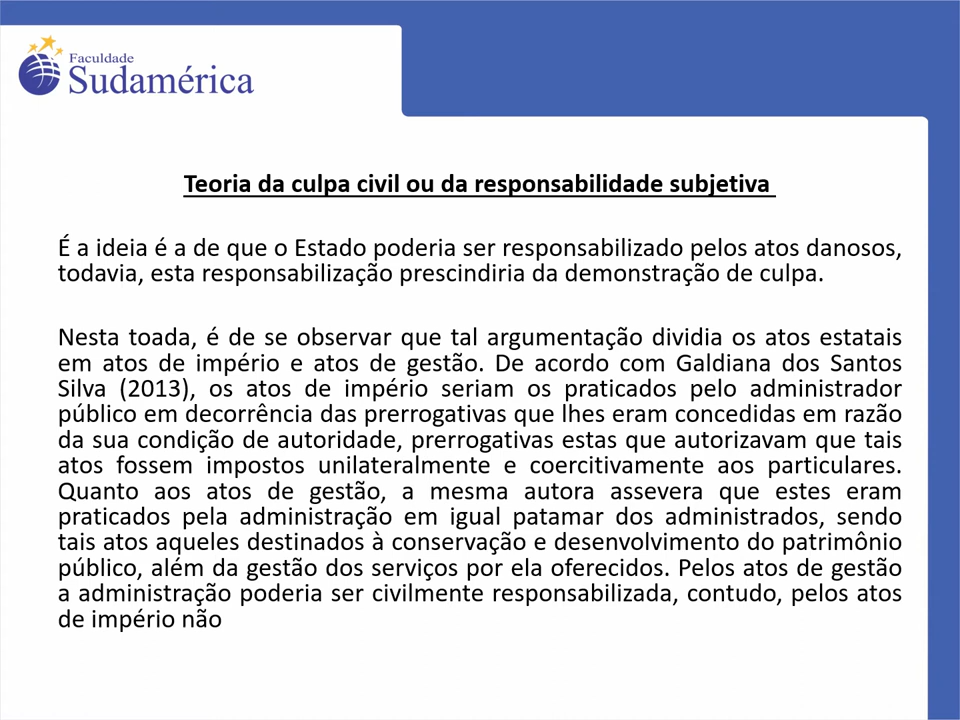 Faculdade
Sudamérica
Teoria da culpa civil ou da responsabilidade subjetiva
É a ideia é a de que o Estado poderia ser responsabilizado pelos atos danosos,
todavia, esta responsabilização prescindiria da demonstração de culpa.
Nesta toada, é de se observar que tal argumentação dividia os atos estatais
em atos de império e atos de gestão. De acordo com Galdiana dos Santos
Silva (2013), os atos de império seriam os praticados pelo administrador
público em decorrência das prerrogativas que lhes eram concedidas em razão
da sua condição de autoridade, prerrogativas estas que autorizavam que tais
atos fossem impostos unilateralmente e coercitivamente aos particulares.
Quanto aos atos de gestão, a mesma autora assevera que estes eram
praticados pela administração em igual patamar dos administrados, sendo
tais atos aqueles destinados à conservação e desenvolvimento do patrimônio
público, além da gestão dos serviços por ela oferecidos. Pelos atos de gestão
a administração poderia ser civilmente responsabilizada, contudo, pelos atos
de império não